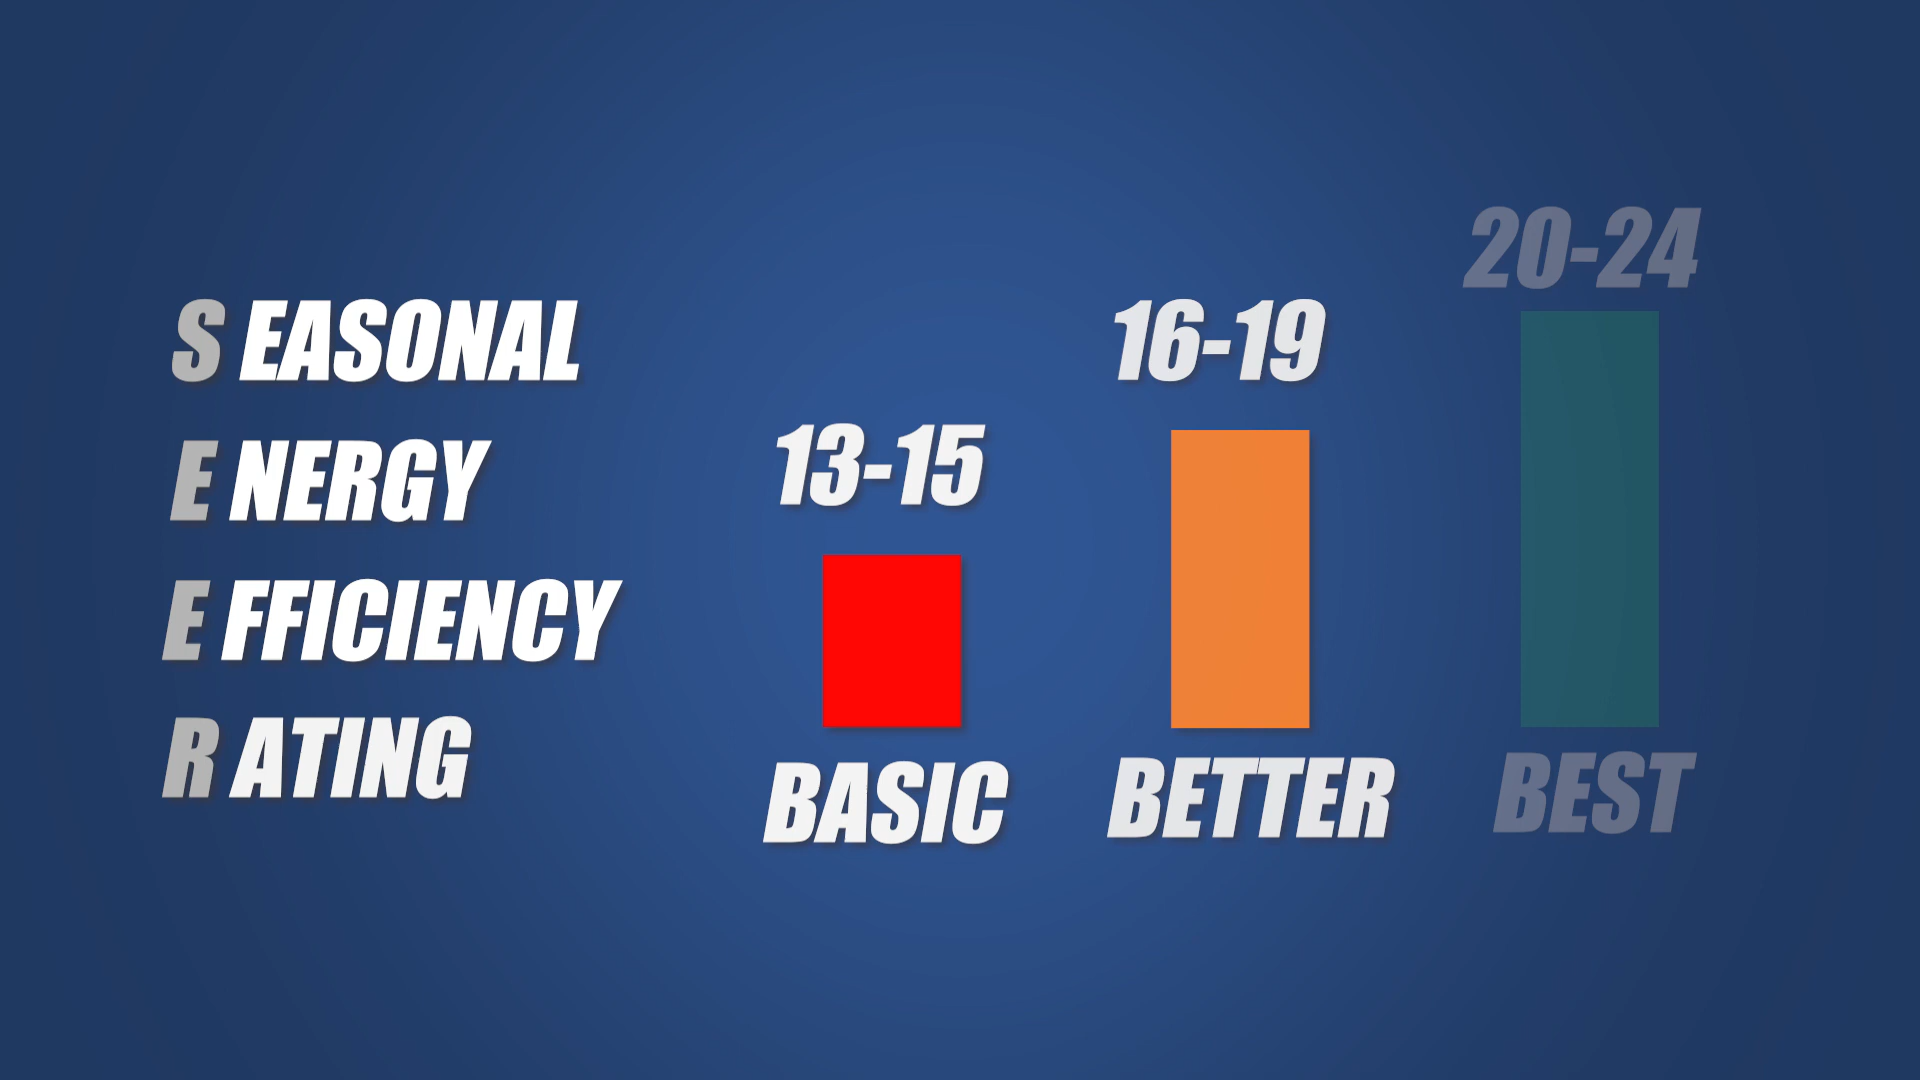 SEASONAL
ENERGY
EFFICIENCY
RATING
13-15
BASIC
16-19
BETTER
20-24
BEST